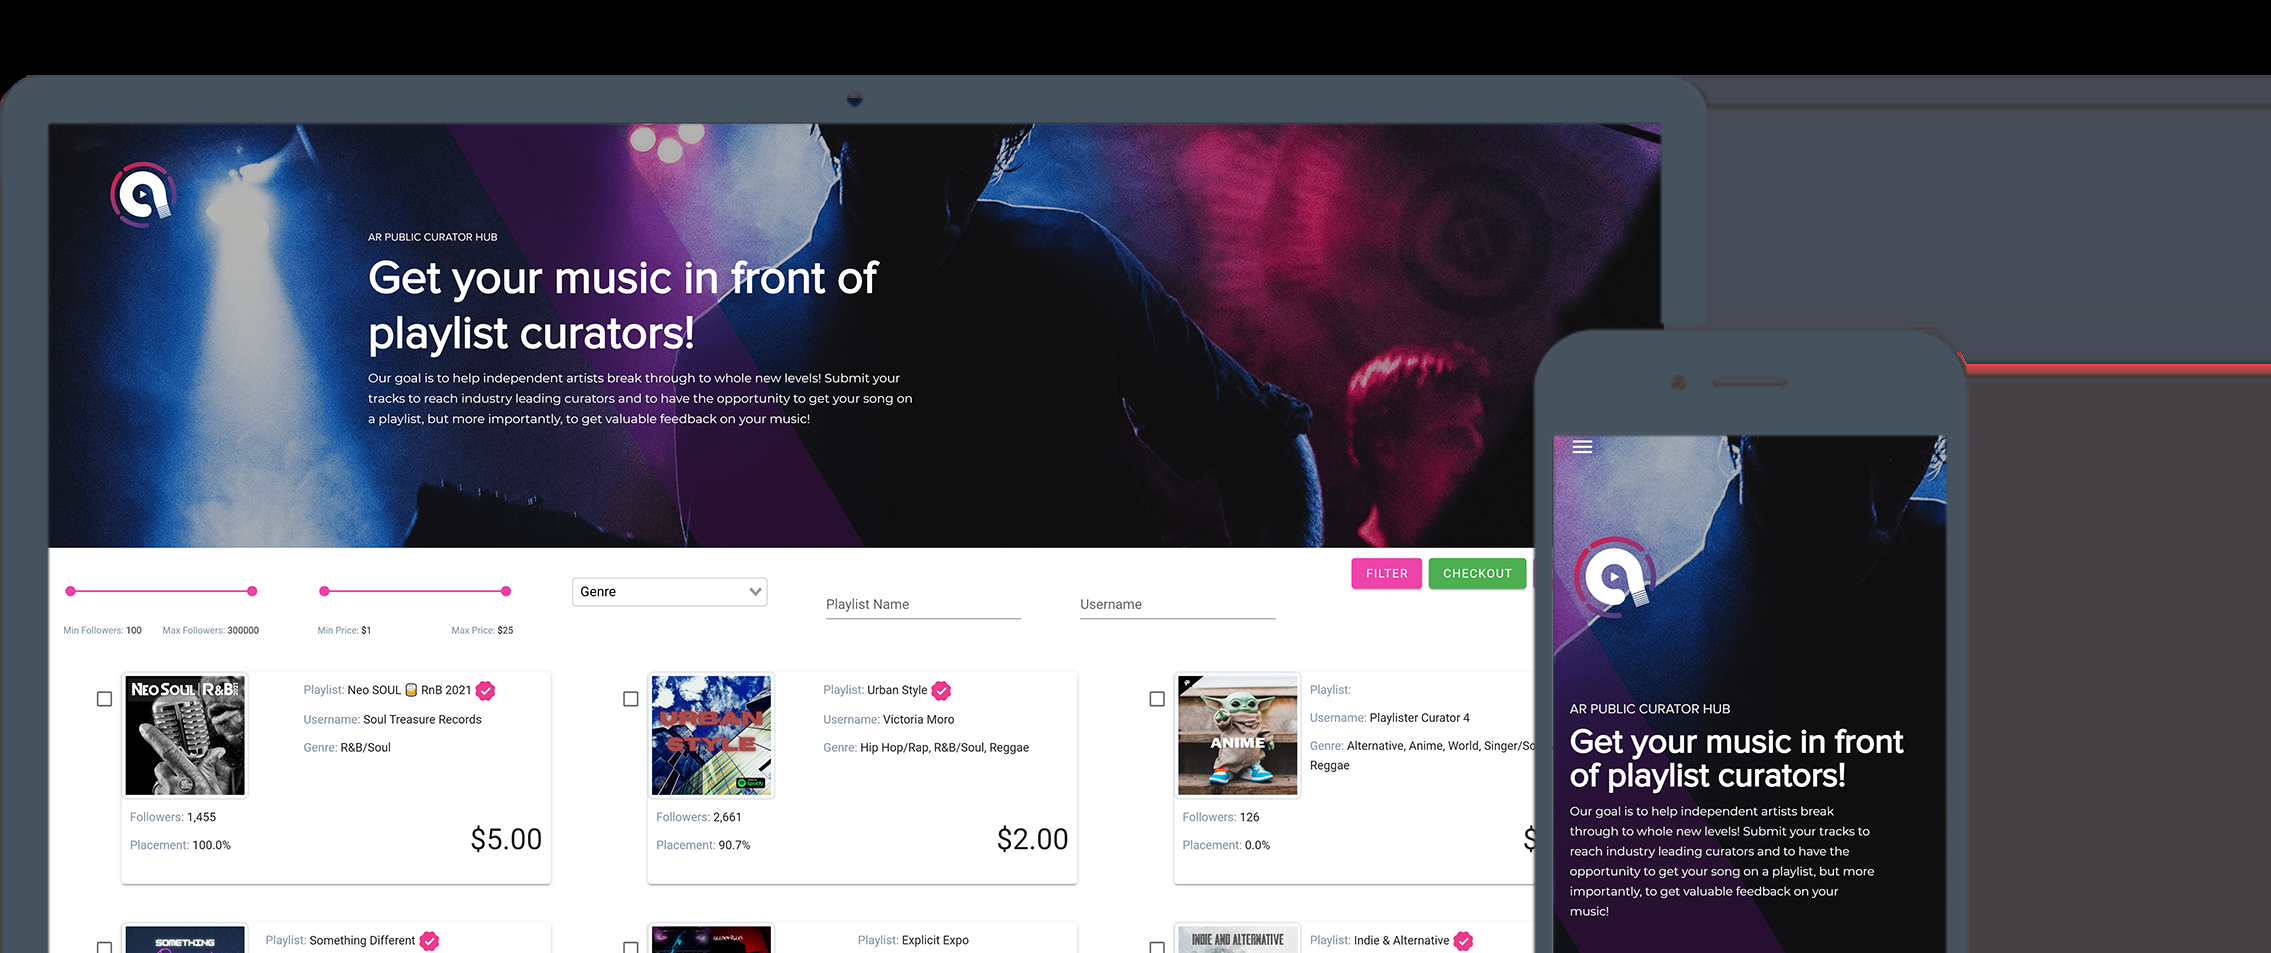 AR PUBLIC CURATOR HUB
Get your music in front of
playlist curators!
Our goal is to help independent artists break through to whole new levels! Submit your
tracks to reach industry leading curators and to have the opportunity to get your song on
a playlist, but more importantly, to get valuable feedback on your music!
FILTER
CHECKOUT
Genre
Playlist Name
Username
Min Followers: 100
Max Followers: 300000
Min Price: $1
Max Price: $25
NEO SOUL R&B 2021
Playlist: Neo SOUL 🥃 RnB 2021
Username: Soul Treasure Records
Genre: R&B/Soul
Followers: 1,455
Placement: 100.0%
$5.00
URBAN
STYLE
Spotify
Playlist: Urban Style
Username: Victoria Moro
Genre: Hip Hop/Rap, R&B/Soul, Reggae
Followers: 2,661
Placement: 90.7%
$2.00
ANIME
Playlist:
Username: Playlister Curator 4
Genre: Alternative, Anime, World, Singer/So
Reggae
Followers: 126
Placement: 0.0%
$
SOMETHING
Playlist: Something Different
Playlist: Explicit Expo
INDIE AND ALTERNATIVE
Playlist: Indie & Alternative
AR PUBLIC CURATOR HUB
Get your music in front
of playlist curators!
Our goal is to help independent artists break
through to whole new levels! Submit your tracks to
reach industry leading curators and to have the
opportunity to get your song on a playlist, but more
importantly, to get valuable feedback on your
music!